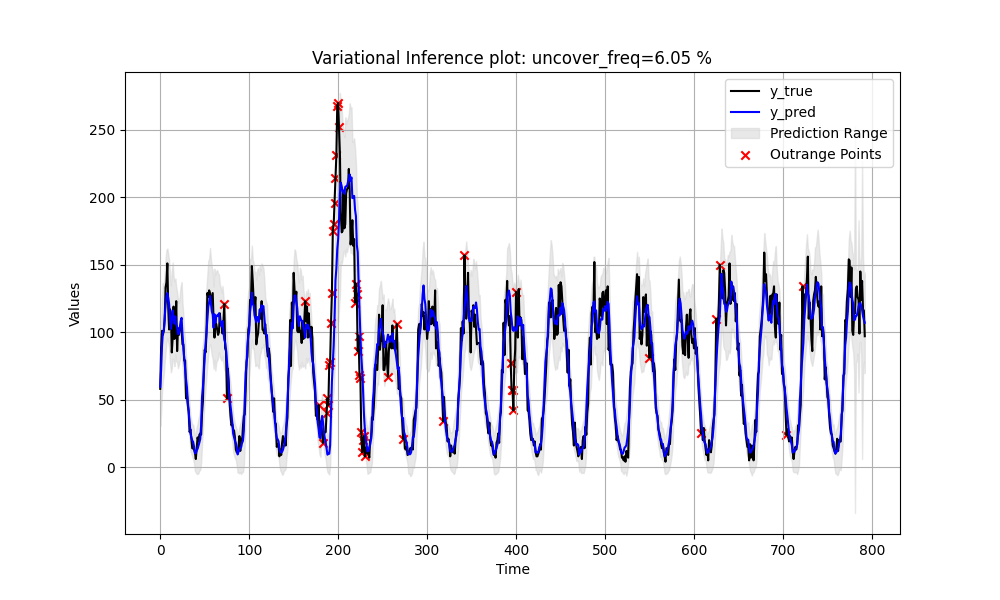 Variational Inference plot: uncover_freq=6.05 %
y_true
y_pred
Prediction Range
Outrange Points
Values
250
200
150
100
50
0
0 100 200 300 400 500 600 700 800
Time